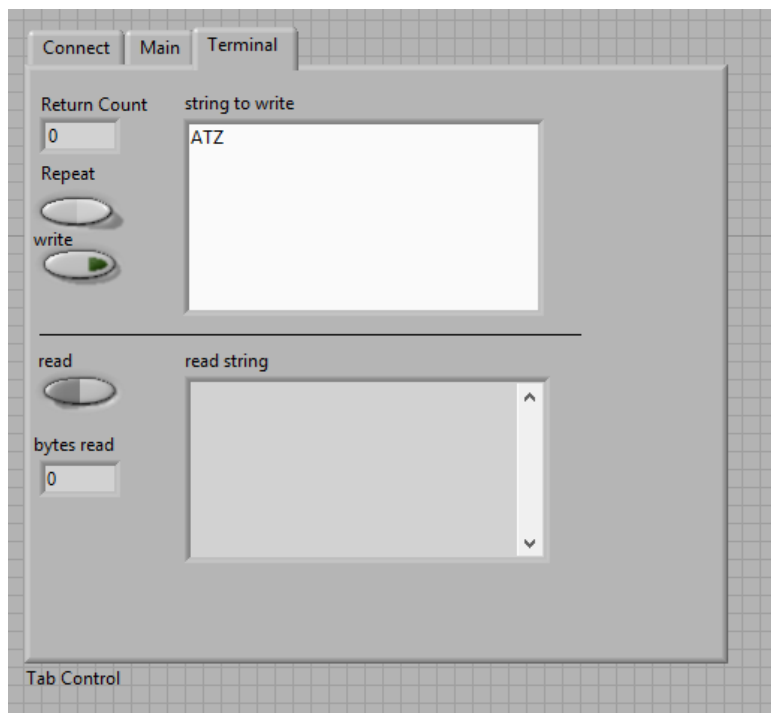 Connect Main Terminal
Return Count string to write
0 ATZ
Repeat
write
read read string
bytes read
0
Tab Control